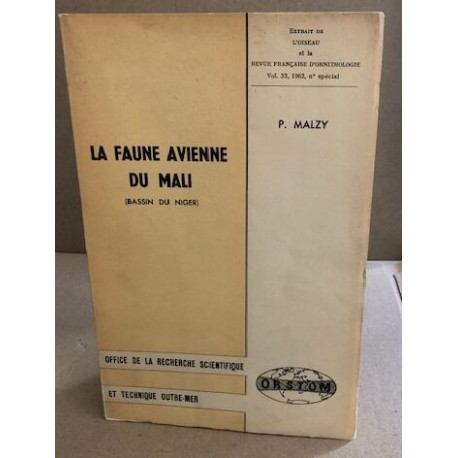 EXTRAIT DE
L'OISEAU
et la
REVUE FRANÇAISE D'ORNITHOLOGIE
Vol. 32, 1962, n° spécial
P. MALZY
LA FAUNE AVIENNE
DU MALI
(BASSIN DU NIGER)
OFFICE DE LA RECHERCHE SCIENTIFIQUE
ET TECHNIQUE OUTRE-MER
ORSTOM